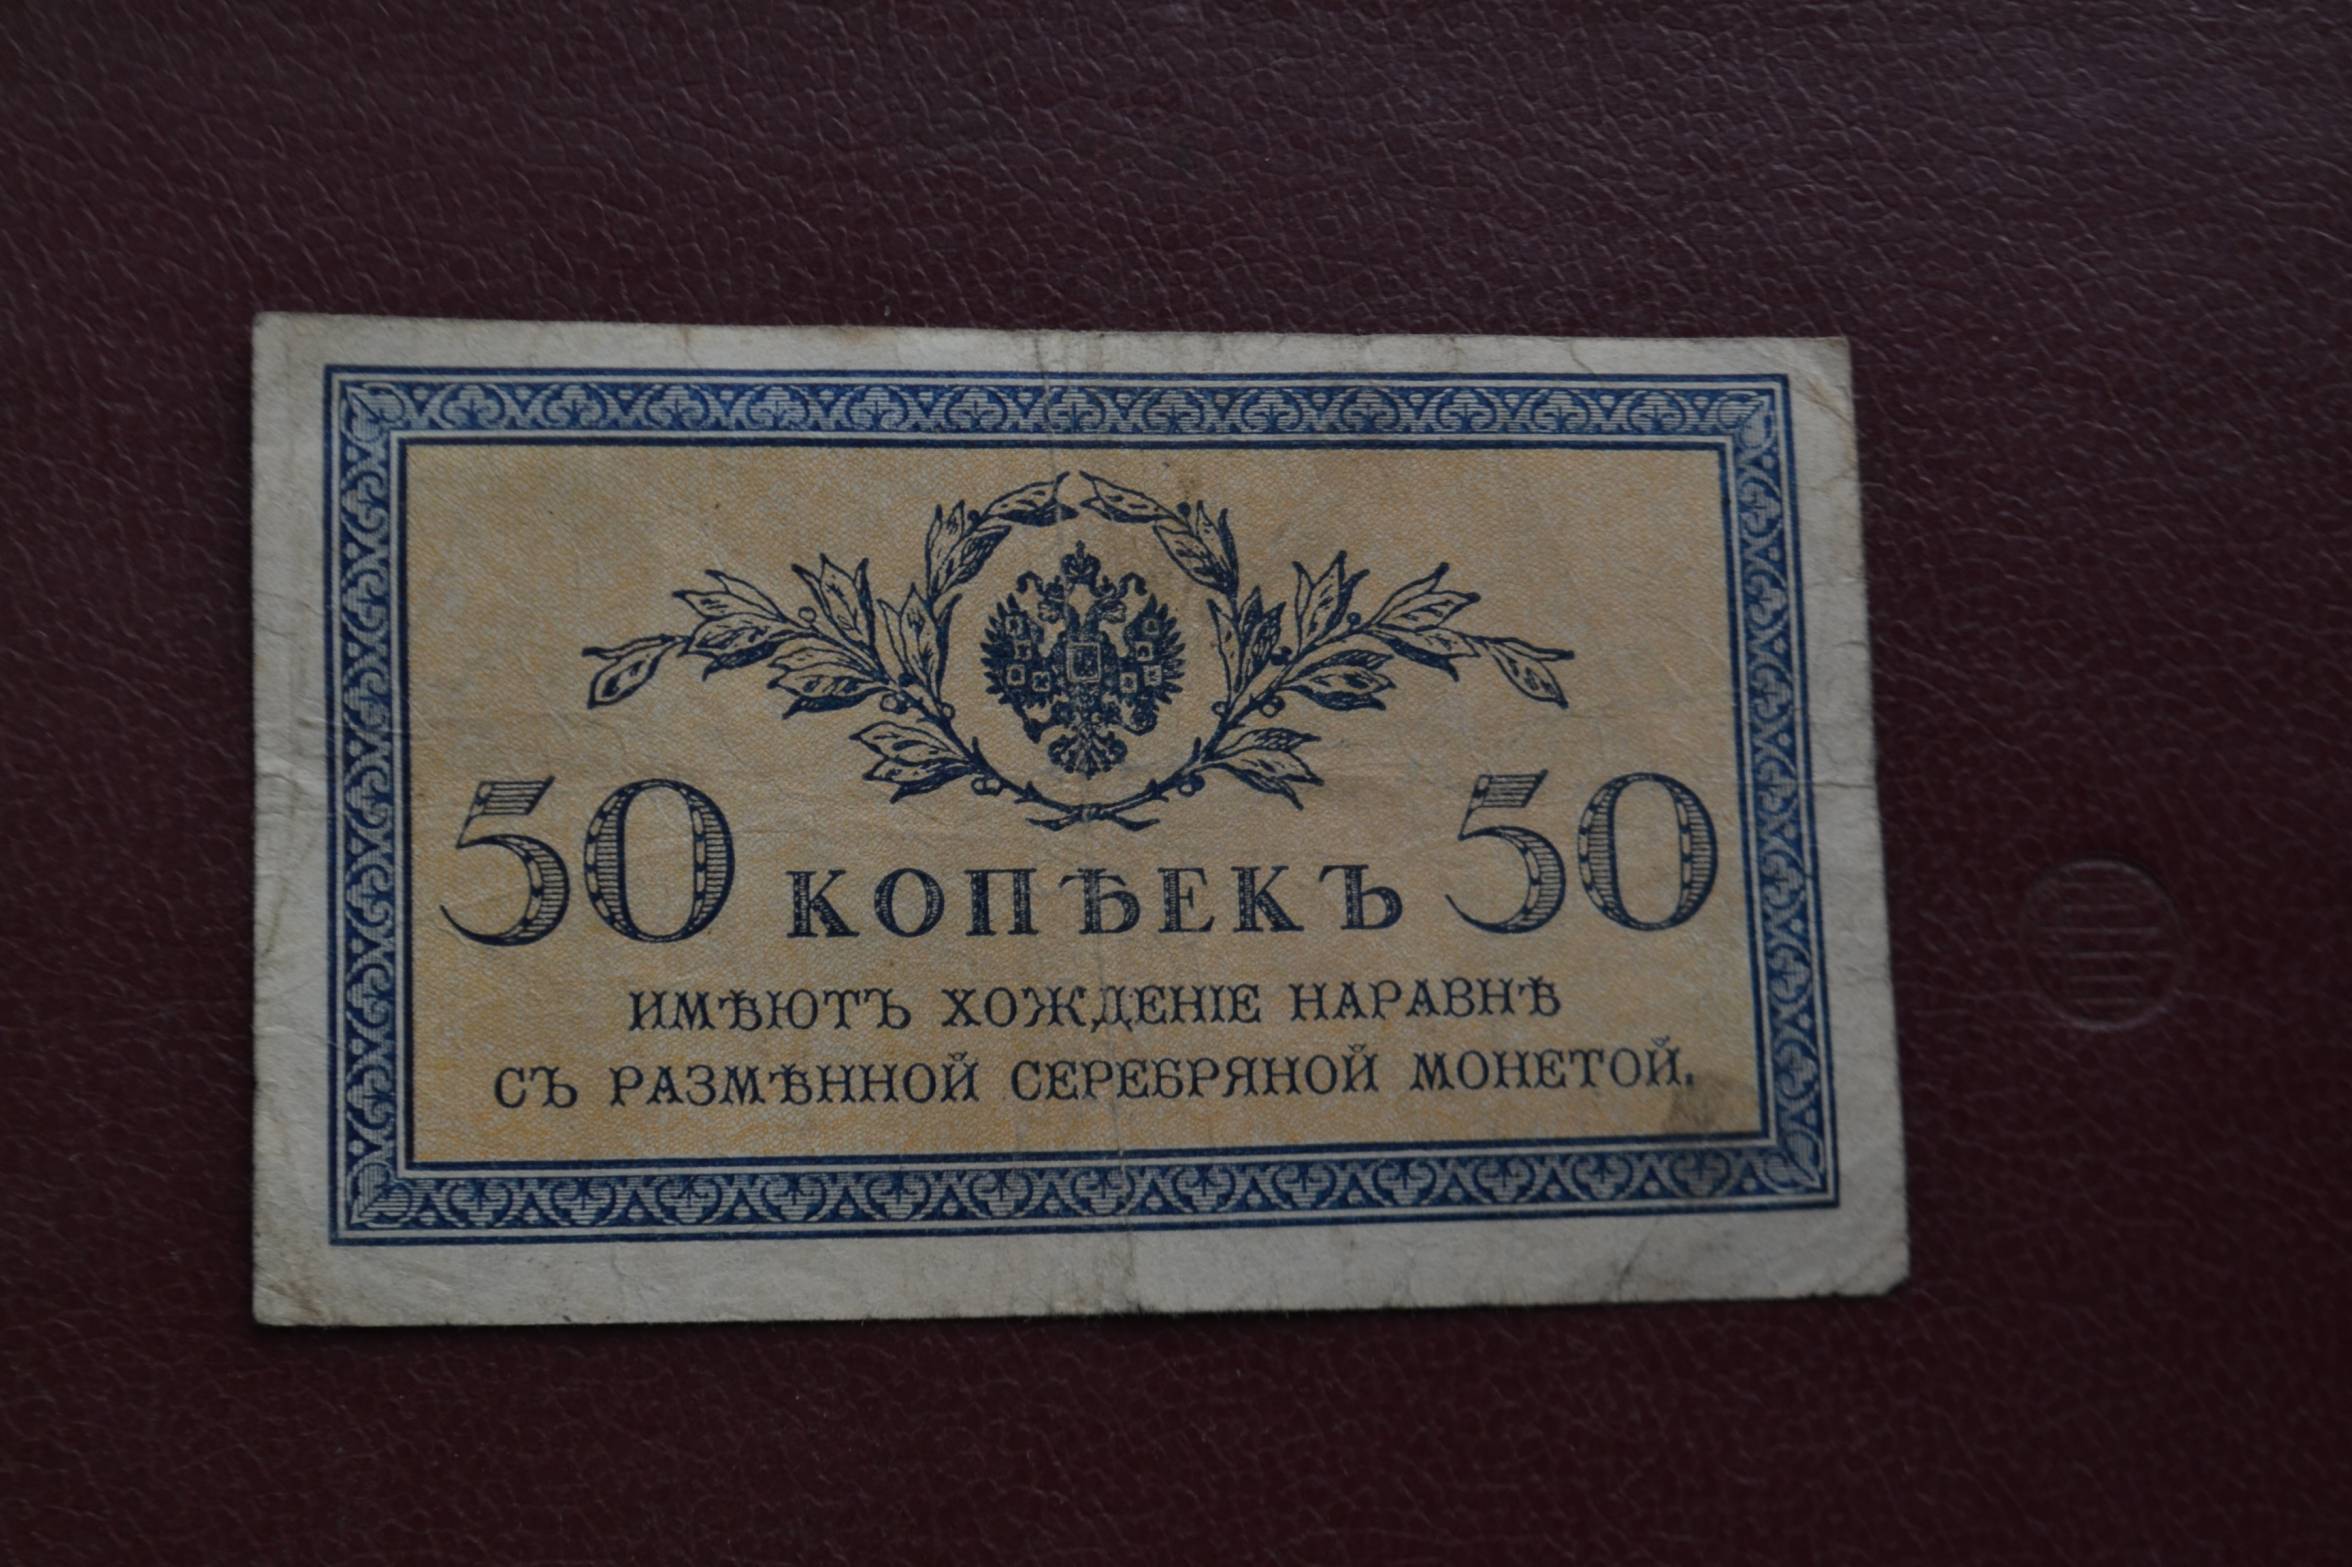 50 КОПѢЕКЪ 50
ИМѢЮТЪ ХОЖДЕНІЕ НАРАВНѢ
СЪ РАЗМѢННОЙ СЕРЕБРЯНОЙ МОНЕТОЙ.